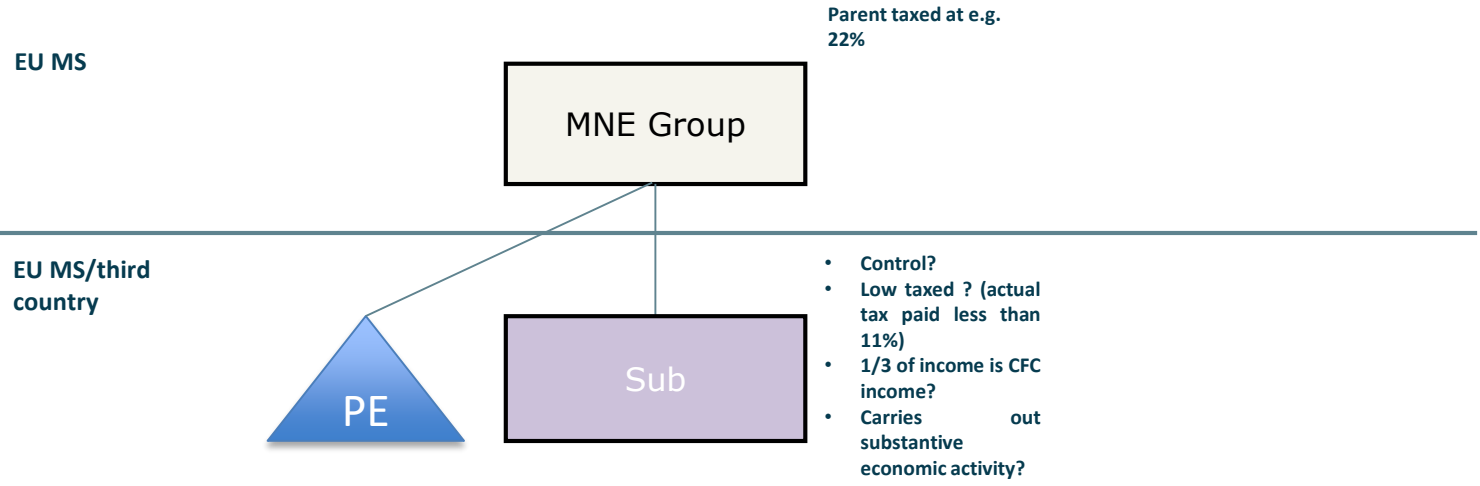 Parent taxed at e.g.
22%
EU MS
MNE Group
EU MS/third
country
• Control?
• Low taxed ? (actual
tax paid less than
11%)
• 1/3 of income is CFC
income?
• Carries out
substantive
economic activity?
PE
Sub